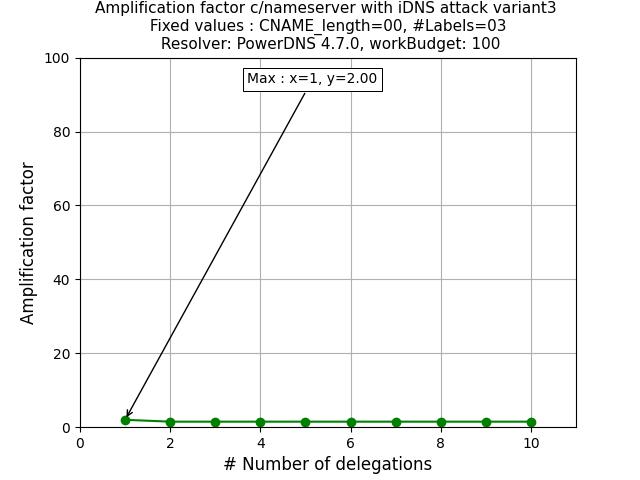 Amplification factor c/nameserver with iDNS attack variant3
Fixed values : CNAME_length=00, #Labels=03
Resolver: PowerDNS 4.7.0, workBudget: 100
Max : x=1, y=2.00
Amplification factor
100
80
60
40
20
0
0 2 4 6 8 10
# Number of delegations